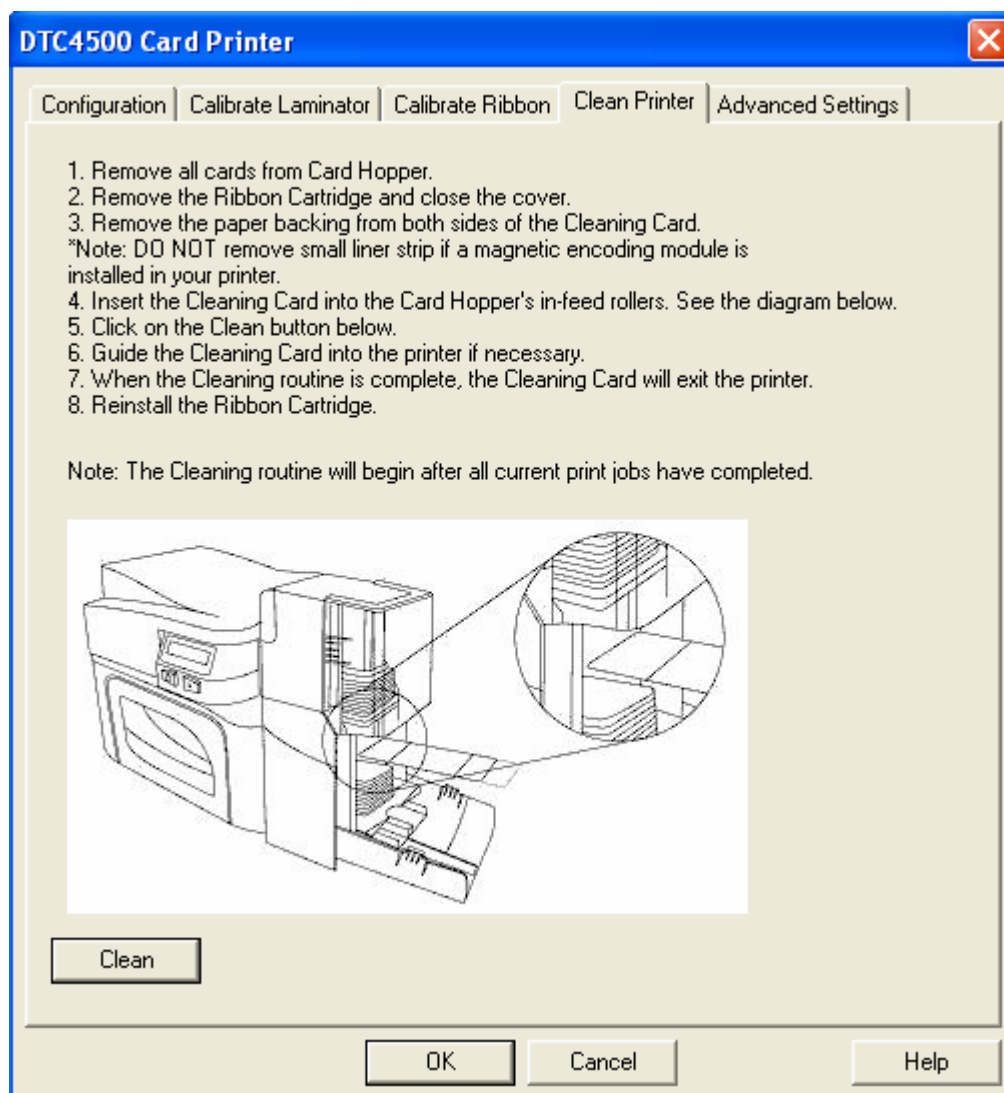 DTC4500 Card Printer
Configuration
Calibrate Laminator
Calibrate Ribbon
Clean Printer
Advanced Settings
1. Remove all cards from Card Hopper.
2. Remove the Ribbon Cartridge and close the cover.
3. Remove the paper backing from both sides of the Cleaning Card.
*Note: DO NOT remove small liner strip if a magnetic encoding module is
installed in your printer.
4. Insert the Cleaning Card into the Card Hopper's in-feed rollers. See the diagram below.
5. Click on the Clean button below.
6. Guide the Cleaning Card into the printer if necessary.
7. When the Cleaning routine is complete, the Cleaning Card will exit the printer.
8. Reinstall the Ribbon Cartridge.
Note: The Cleaning routine will begin after all current print jobs have completed.
Clean
OK
Cancel
Help